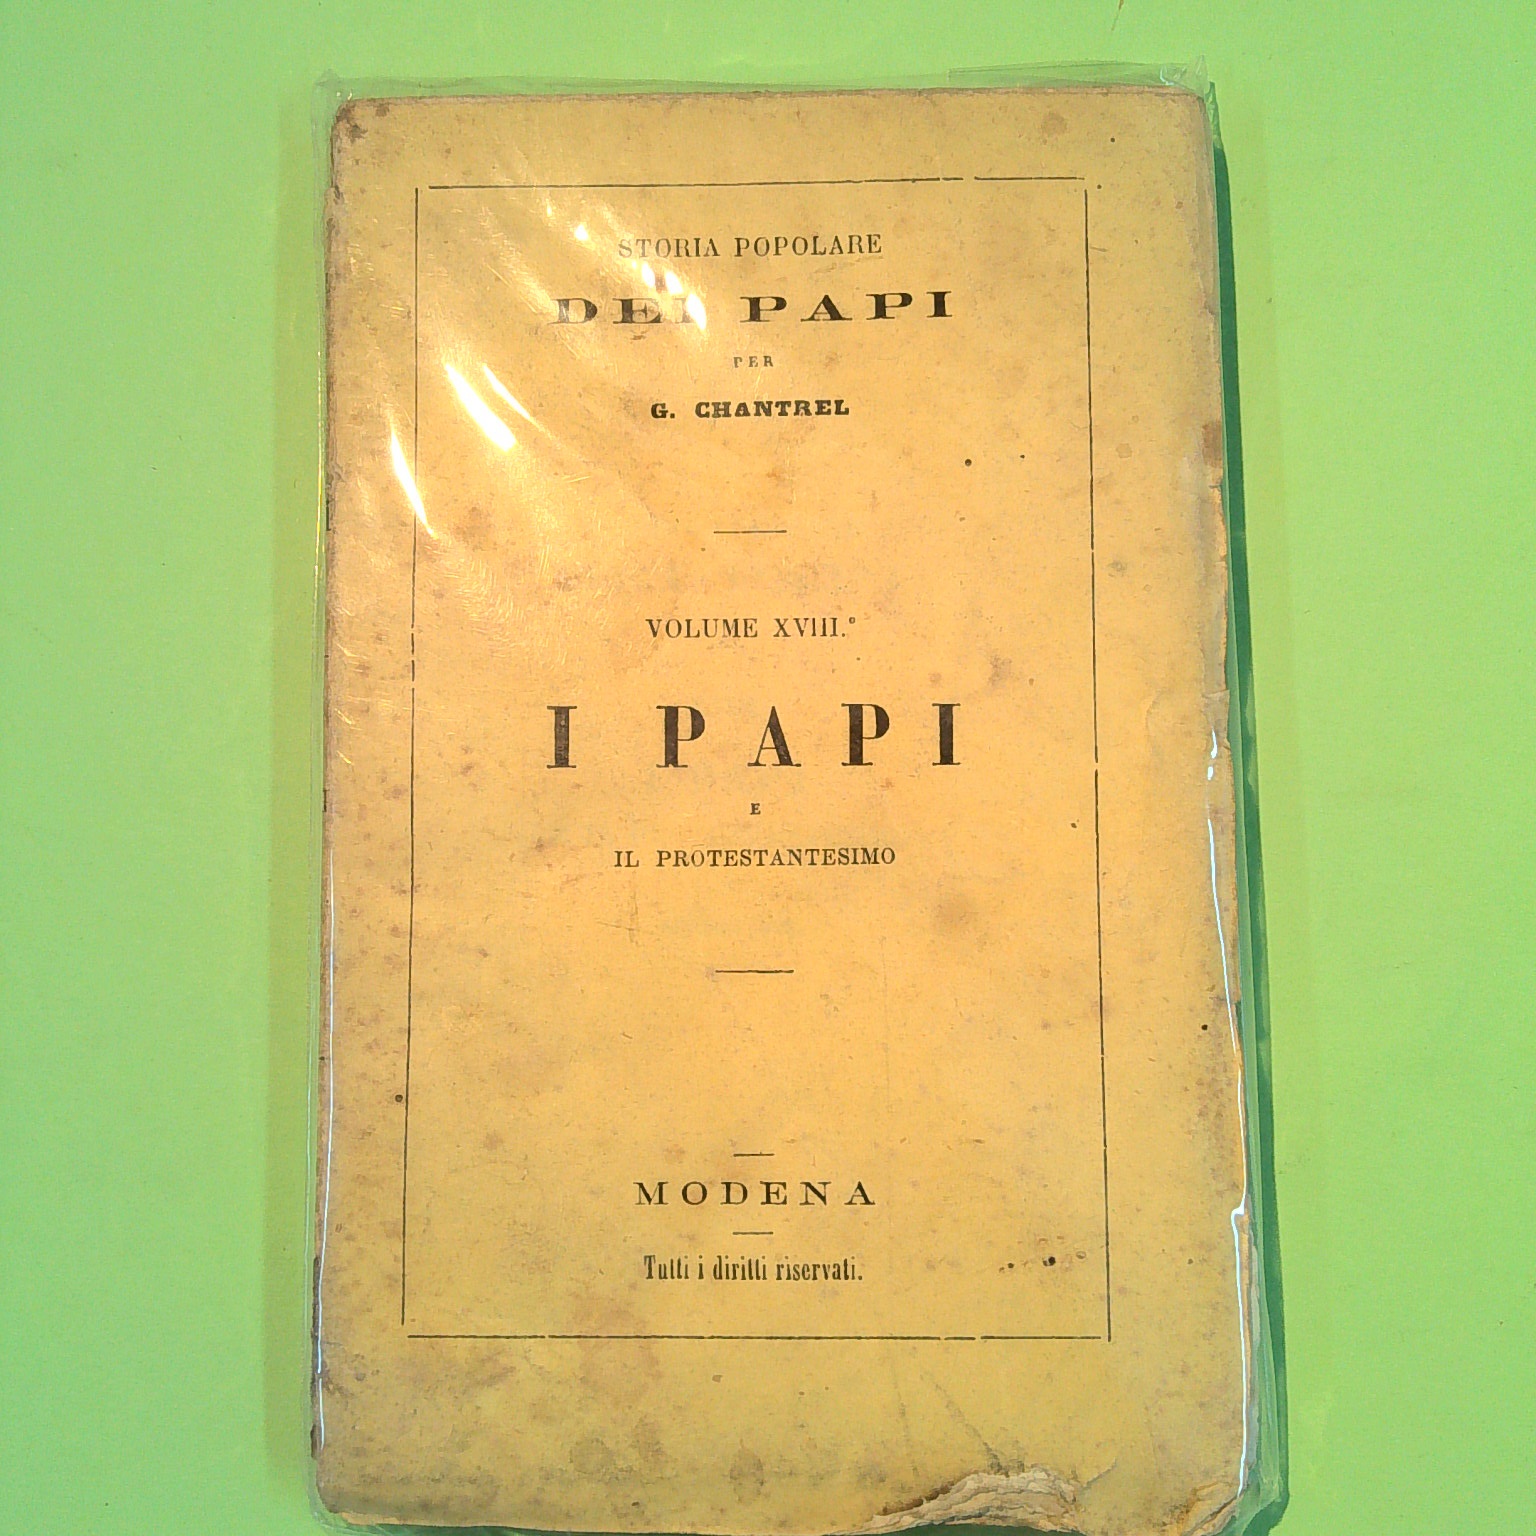 STORIA POPOLARE
DEI PAPI
PER
G. CHANTREL
VOLUME XVIII.°
I PAPI
E
IL PROTESTANTESIMO
MODENA
Tutti i diritti riservati.